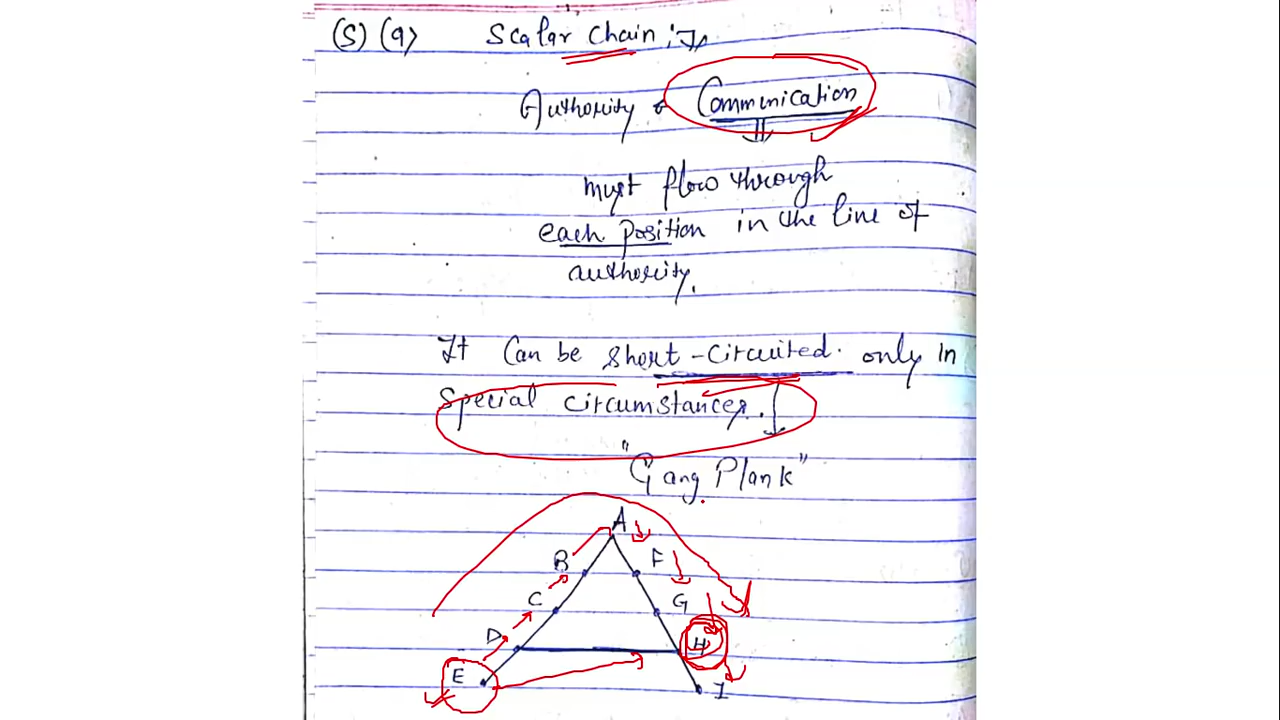 (S) (9) Scalar Chain :→
Authority & Communication
must flow through
each position in the line of
authority.
It Can be short-circuited. only in
Special circumstances.
"Gang Plank"
A
B F
C G
D H
E I